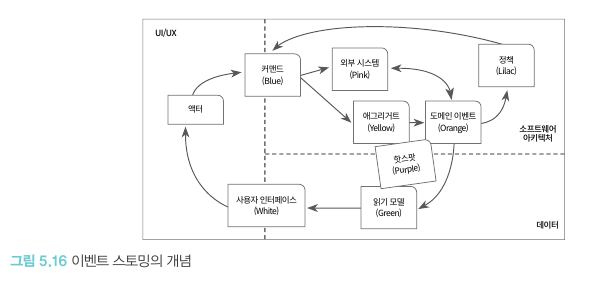 UI/UX
커맨드
(Blue)
외부 시스템
(Pink)
정책
(Lilac)
액터
애그리거트
(Yellow)
도메인 이벤트
(Orange)
소프트웨어
아키텍처
핫스팟
(Purple)
사용자 인터페이스
(White)
읽기 모델
(Green)
데이터
그림 5.16 이벤트 스토밍의 개념